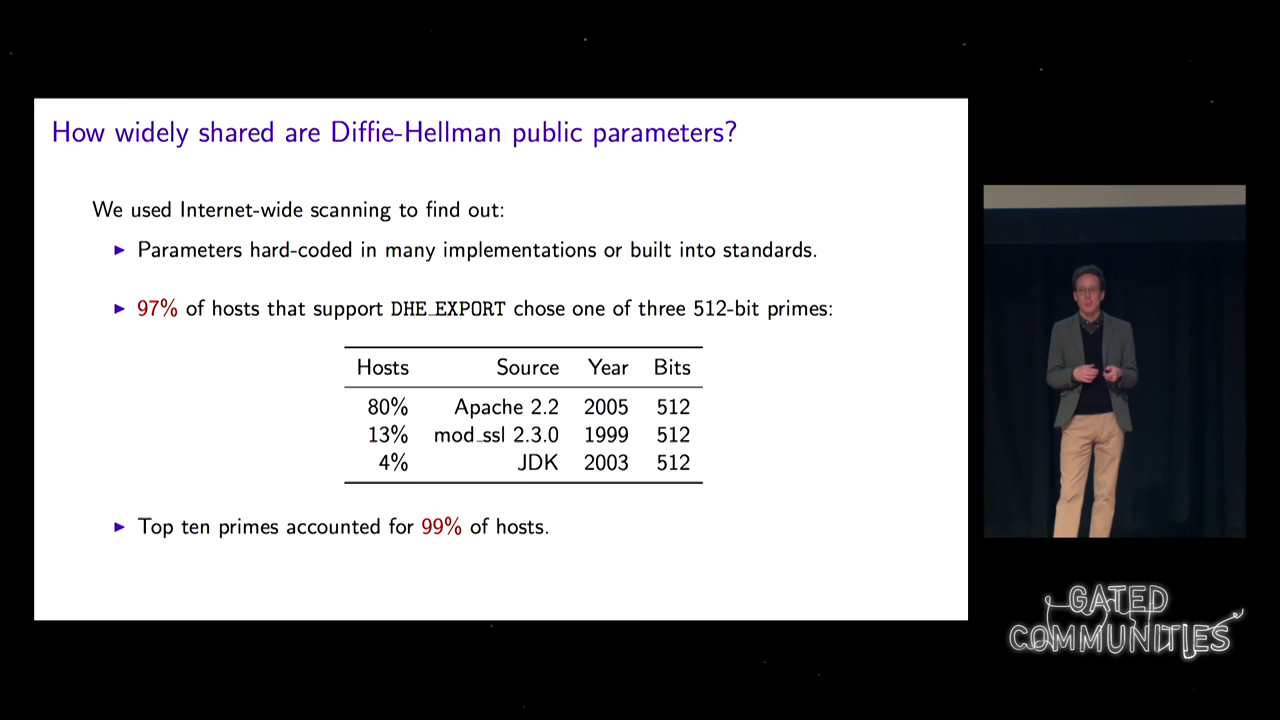 How widely shared are Diffie-Hellman public parameters?
We used Internet-wide scanning to find out:
▶ Parameters hard-coded in many implementations or built into standards.
▶ 97% of hosts that support DHE_EXPORT chose one of three 512-bit primes:
Hosts Source Year Bits
80% Apache 2.2 2005 512
13% mod_ssl 2.3.0 1999 512
4% JDK 2003 512
▶ Top ten primes accounted for 99% of hosts.
GATED
COMMUNITIES